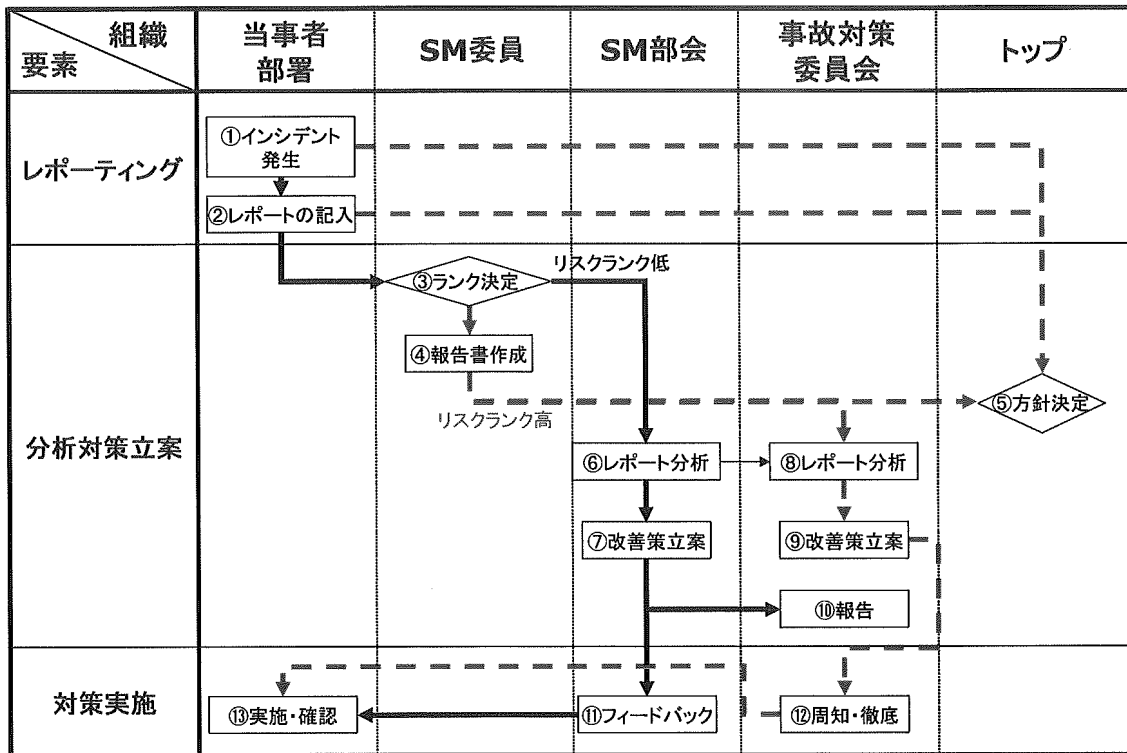 組織
要素
当事者
部署
SM委員
SM部会
事故対策
委員会
トップ
レポーティング
①インシデント
発生
②レポートの記入
分析対策立案
③ランク決定
リスクランク低
④報告書作成
リスクランク高
⑤方針決定
⑥レポート分析
⑧レポート分析
⑦改善策立案
⑨改善策立案
⑩報告
対策実施
⑬実施・確認
⑪フィードバック
⑫周知・徹底